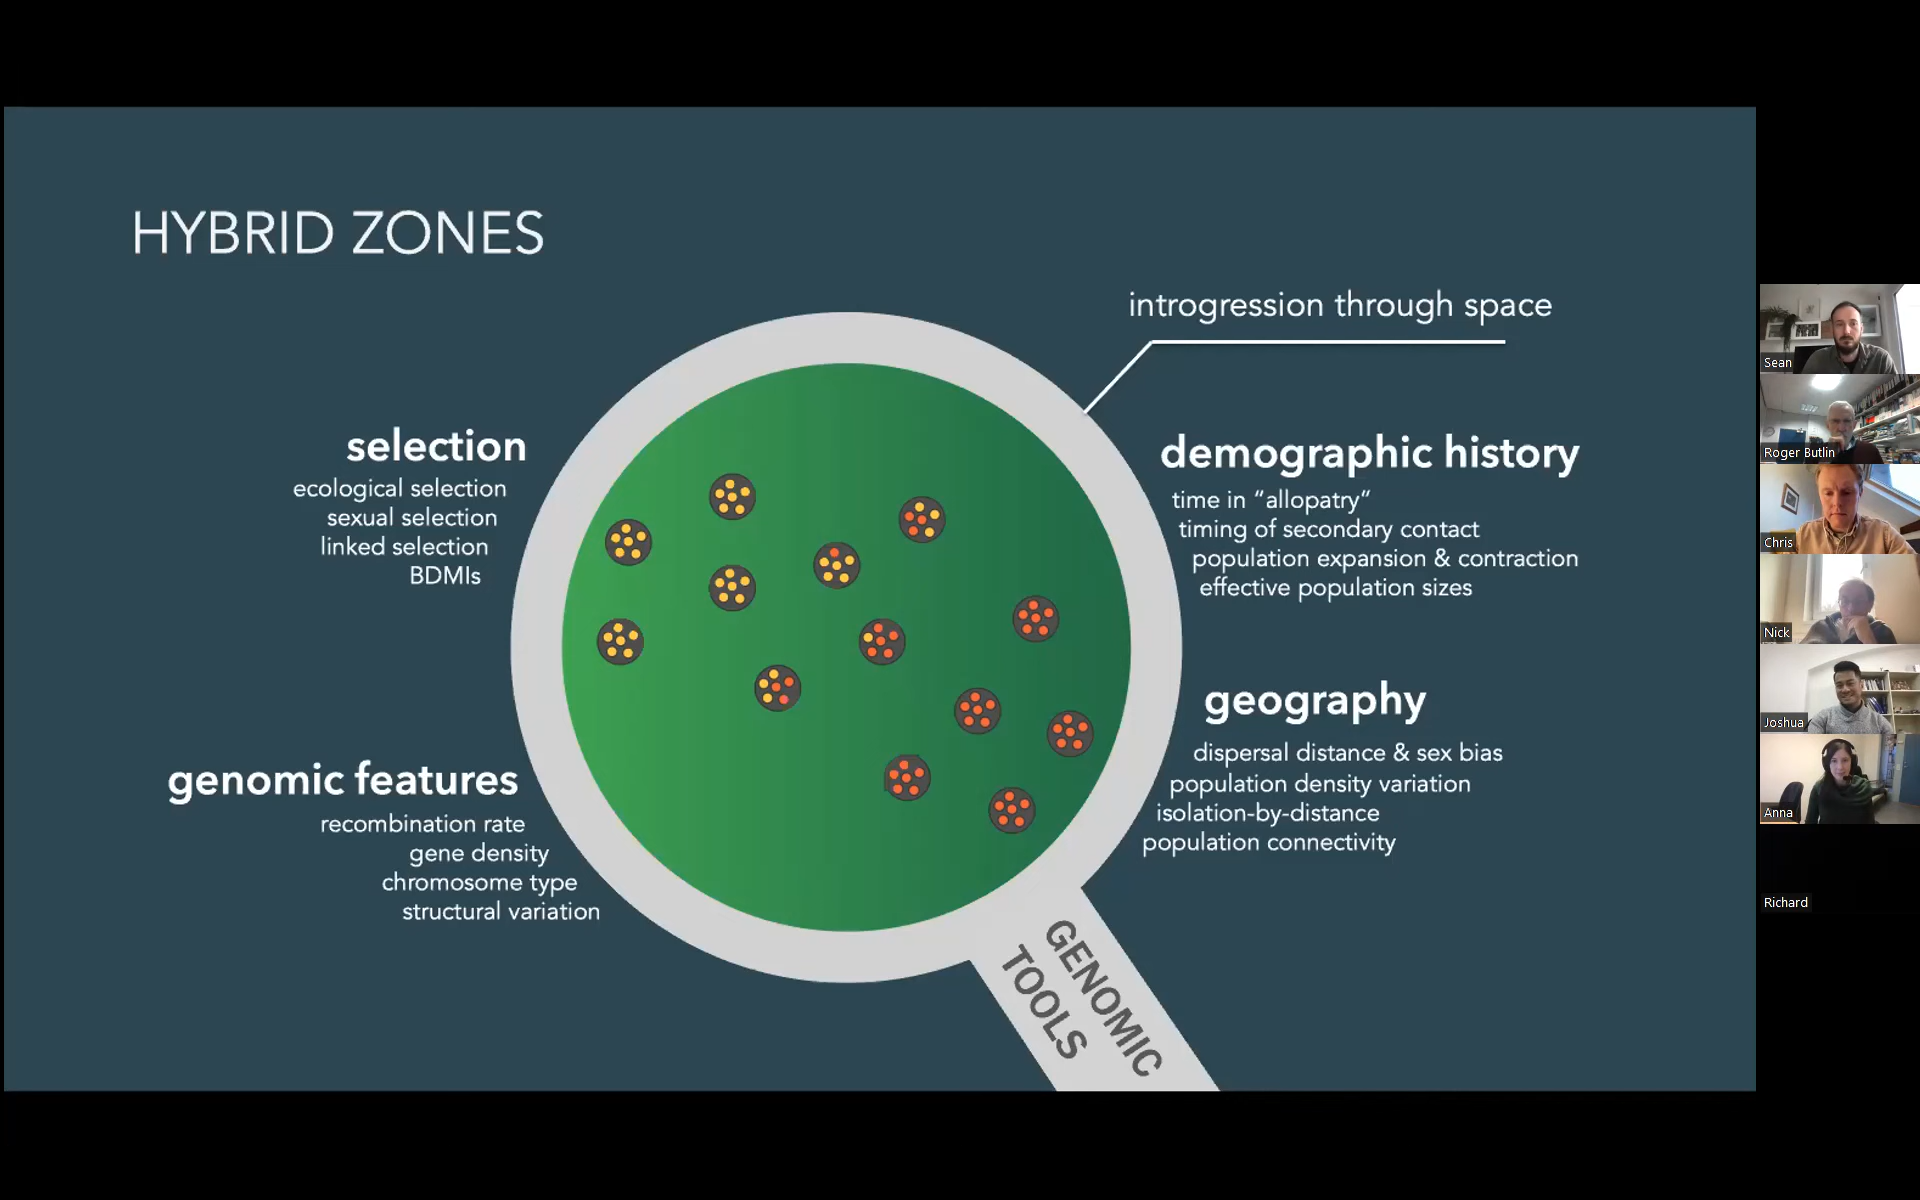 HYBRID ZONES
introgression through space
selection
ecological selection
sexual selection
linked selection
BDMIs
demographic history
time in “allopatry”
timing of secondary contact
population expansion & contraction
effective population sizes
genomic features
recombination rate
gene density
chromosome type
structural variation
geography
dispersal distance & sex bias
population density variation
isolation-by-distance
population connectivity
GENOMIC
TOOLS
Sean
Roger Butlin
Chris
Nick
Joshua
Anna
Richard